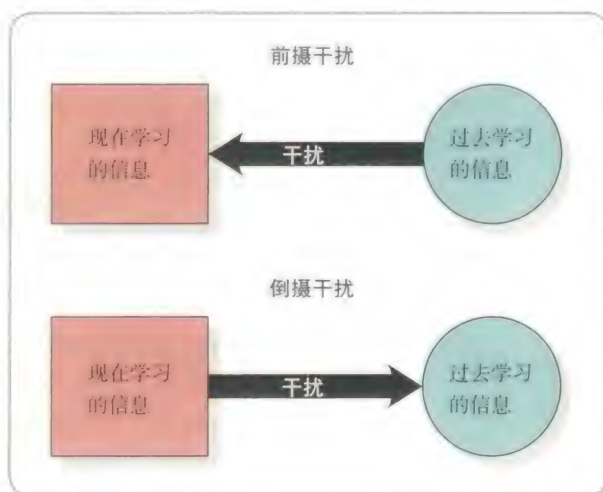 前摄干扰
现在学习
的信息
干扰
过去学习
的信息
倒摄干扰
现在学习
的信息
干扰
过去学习
的信息